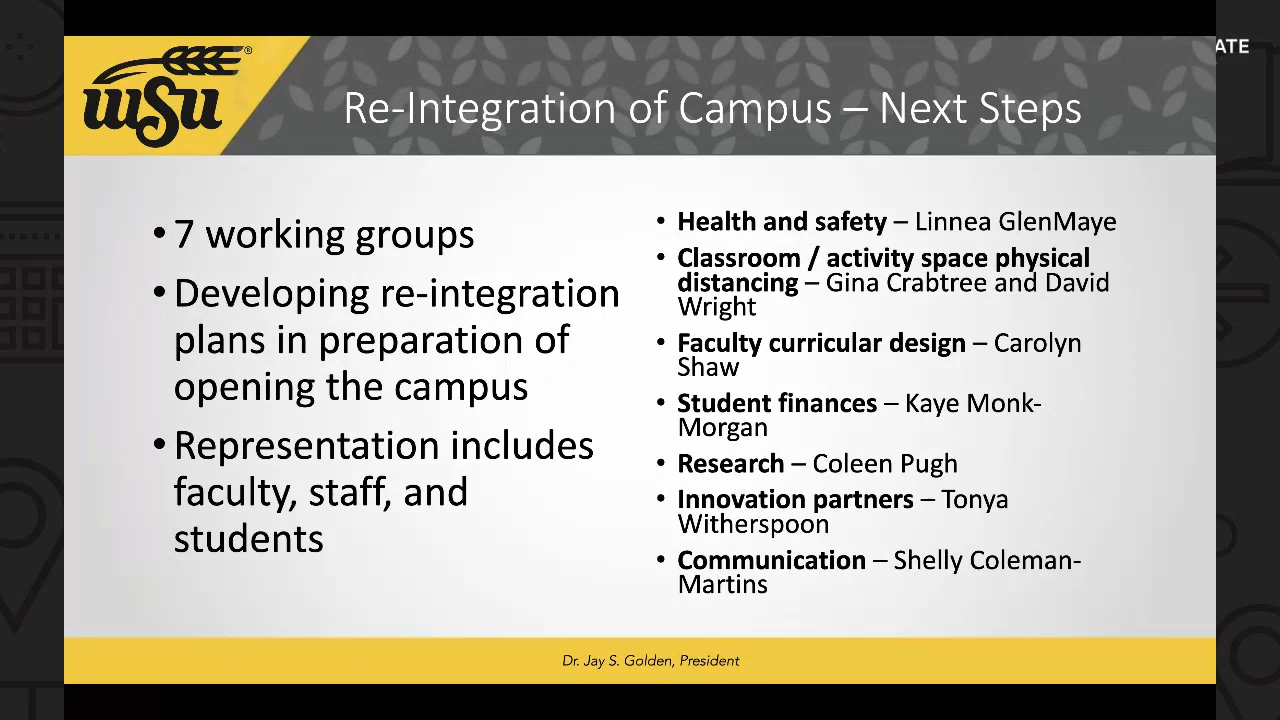 ATE
WSU
®
Re-Integration of Campus – Next Steps
• 7 working groups
• Developing re-integration
plans in preparation of
opening the campus
• Representation includes
faculty, staff, and
students
• Health and safety – Linnea GlenMaye
• Classroom / activity space physical
distancing – Gina Crabtree and David
Wright
• Faculty curricular design – Carolyn
Shaw
• Student finances – Kaye Monk-
Morgan
• Research – Coleen Pugh
• Innovation partners – Tonya
Witherspoon
• Communication – Shelly Coleman-
Martins
Dr. Jay S. Golden, President